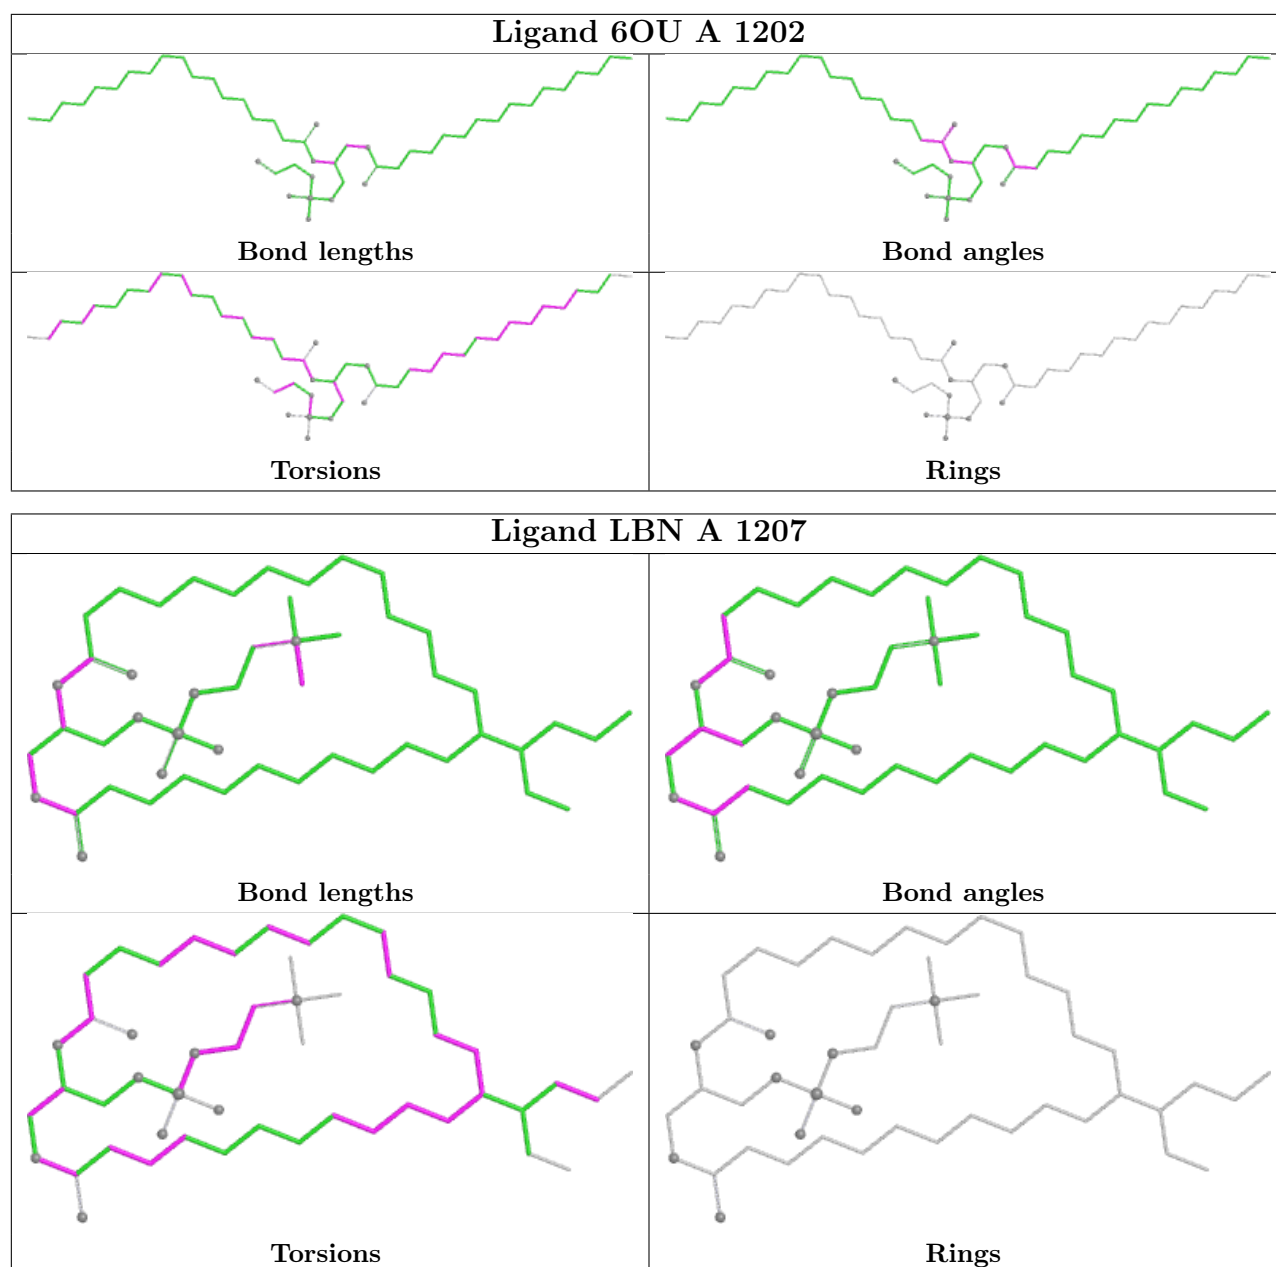 Ligand 6OU A 1202
Bond lengths
Bond angles
Torsions
Rings
Ligand LBN A 1207
Bond lengths
Bond angles
Torsions
Rings